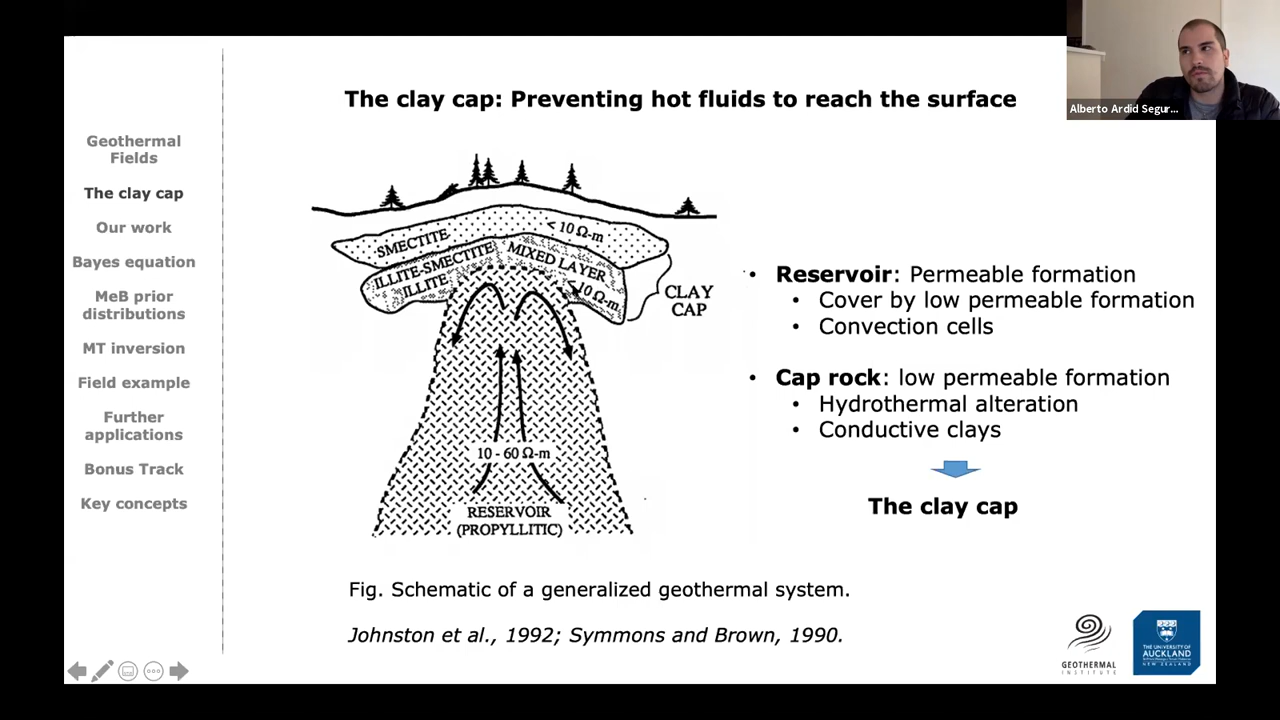 Alberto Ardid Segur...
The clay cap: Preventing hot fluids to reach the surface
Geothermal
Fields
The clay cap
Our work
Bayes equation
MeB prior
distributions
MT inversion
Field example
Further
applications
Bonus Track
Key concepts
SMECTITE
< 10 Ω-m
ILLITE-SMECTITE
MIXED LAYER
ILLITE
≤10 Ω-m
CLAY
CAP
10 - 60 Ω-m
RESERVOIR
(PROPYLLITIC)
• Reservoir: Permeable formation
• Cover by low permeable formation
• Convection cells
• Cap rock: low permeable formation
• Hydrothermal alteration
• Conductive clays
The clay cap
Fig. Schematic of a generalized geothermal system.
Johnston et al., 1992; Symmons and Brown, 1990.
GEOTHERMAL
INSTITUTE
THE UNIVERSITY OF
AUCKLAND
NEW ZEALAND